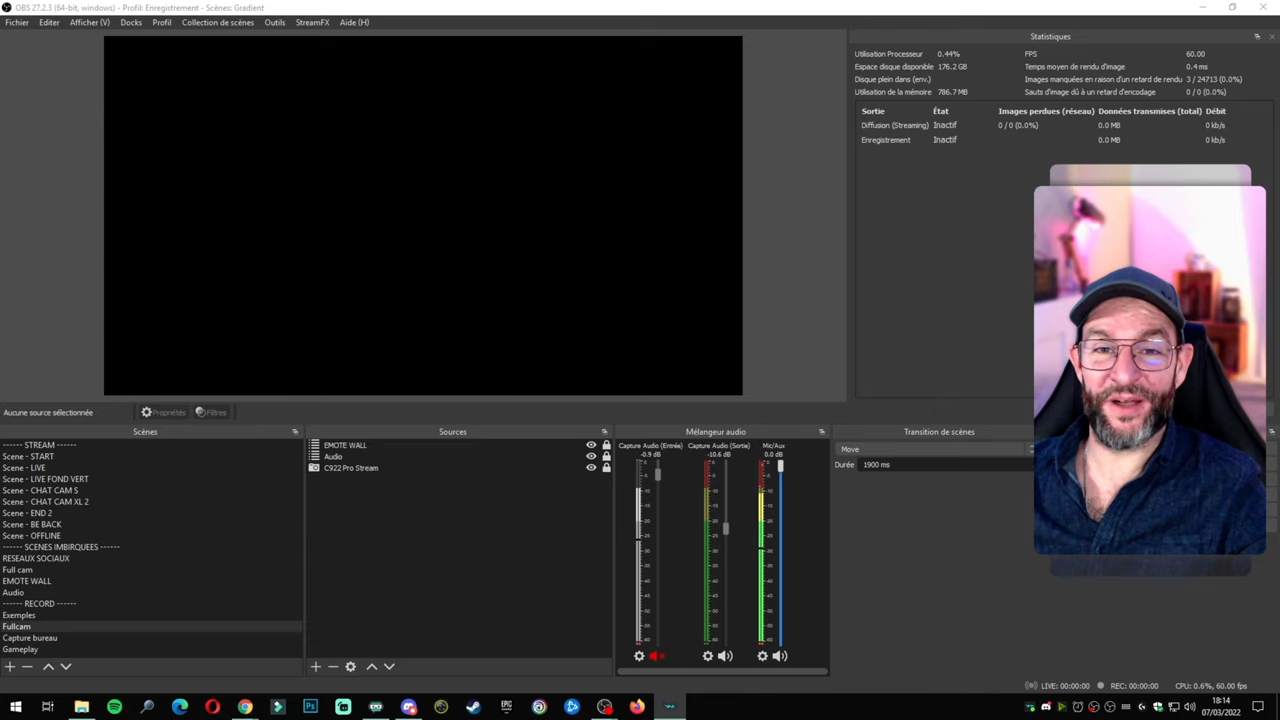 OBS 27.2.3 (64-bit, windows) - Profil: Enregistrement - Scènes: Gradient
Fichier Editer Afficher (V) Docks Profil Collection de scènes Outils StreamFX Aide (H)
Statistiques
Utilisation Processeur 0.44% FPS 60.00
Espace disque disponible 176.2 GB Temps moyen de rendu d'image 0.4 ms
Disque plein dans (env.) Images manquées en raison d'un retard de rendu 3 / 24713 (0.0%)
Utilisation de la mémoire 786.7 MB Sauts d'image dû à un retard d'encodage 0 / 0 (0.0%)
Sortie État Images perdues (réseau) Données transmises (total) Débit
Diffusion (Streaming) Inactif 0 / 0 (0.0%) 0.0 MB 0 kb/s
Enregistrement Inactif 0.0 MB 0 kb/s
Aucune source sélectionnée Propriétés Filtres
Scènes
------ STREAM ------
Scene - START
Scene - LIVE
Scene - LIVE FOND VERT
Scene - CHAT CAM S
Scene - CHAT CAM XL 2
Scene - END 2
Scene - BE BACK
Scene - OFFLINE
------ SCENES IMBIRQUEES ------
RESEAUX SOCIAUX
Full cam
EMOTE WALL
Audio
------ RECORD ------
Exemples
Fullcam
Capture bureau
Gameplay
Sources
EMOTE WALL
Audio
C922 Pro Stream
Mélangeur audio
Capture Audio (Entrée) Capture Audio (Sortie) Mic/Aux
-0.9 dB -10.6 dB 0.0 dB
Transition de scènes
Move
Durée 1900 ms
LIVE: 00:00:00 REC: 00:00:00 CPU: 0.6%, 60.00 fps
Ps
EPIC
18:14
07/03/2022